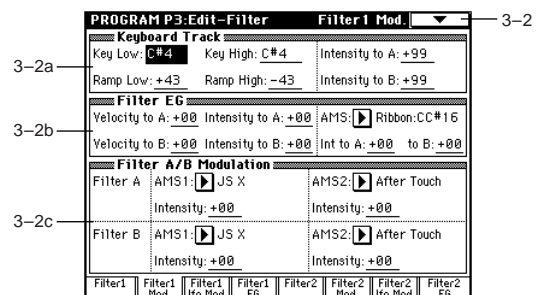 PROGRAM P3:Edit-Filter Filter1 Mod. 3–2
Keyboard Track
3–2a
Key Low: C#4 Key High: C#4 Intensity to A: +99
Ramp Low: +43 Ramp High: -43 Intensity to B: +99
Filter EG
3–2b
Velocity to A: +00 Intensity to A: +00 AMS: Ribbon:CC#16
Velocity to B: +00 Intensity to B: +00 Int to A: +00 to B: +00
Filter A/B Modulation
3–2c
Filter A AMS1: JS X AMS2: After Touch
Intensity: +00 Intensity: +00
Filter B AMS1: JS X AMS2: After Touch
Intensity: +00 Intensity: +00
Filter1 Filter1 Mod. Filter1 lfo Mod. Filter1 EG Filter2 Filter2 Mod. Filter2 lfo Mod. Filter2 EG